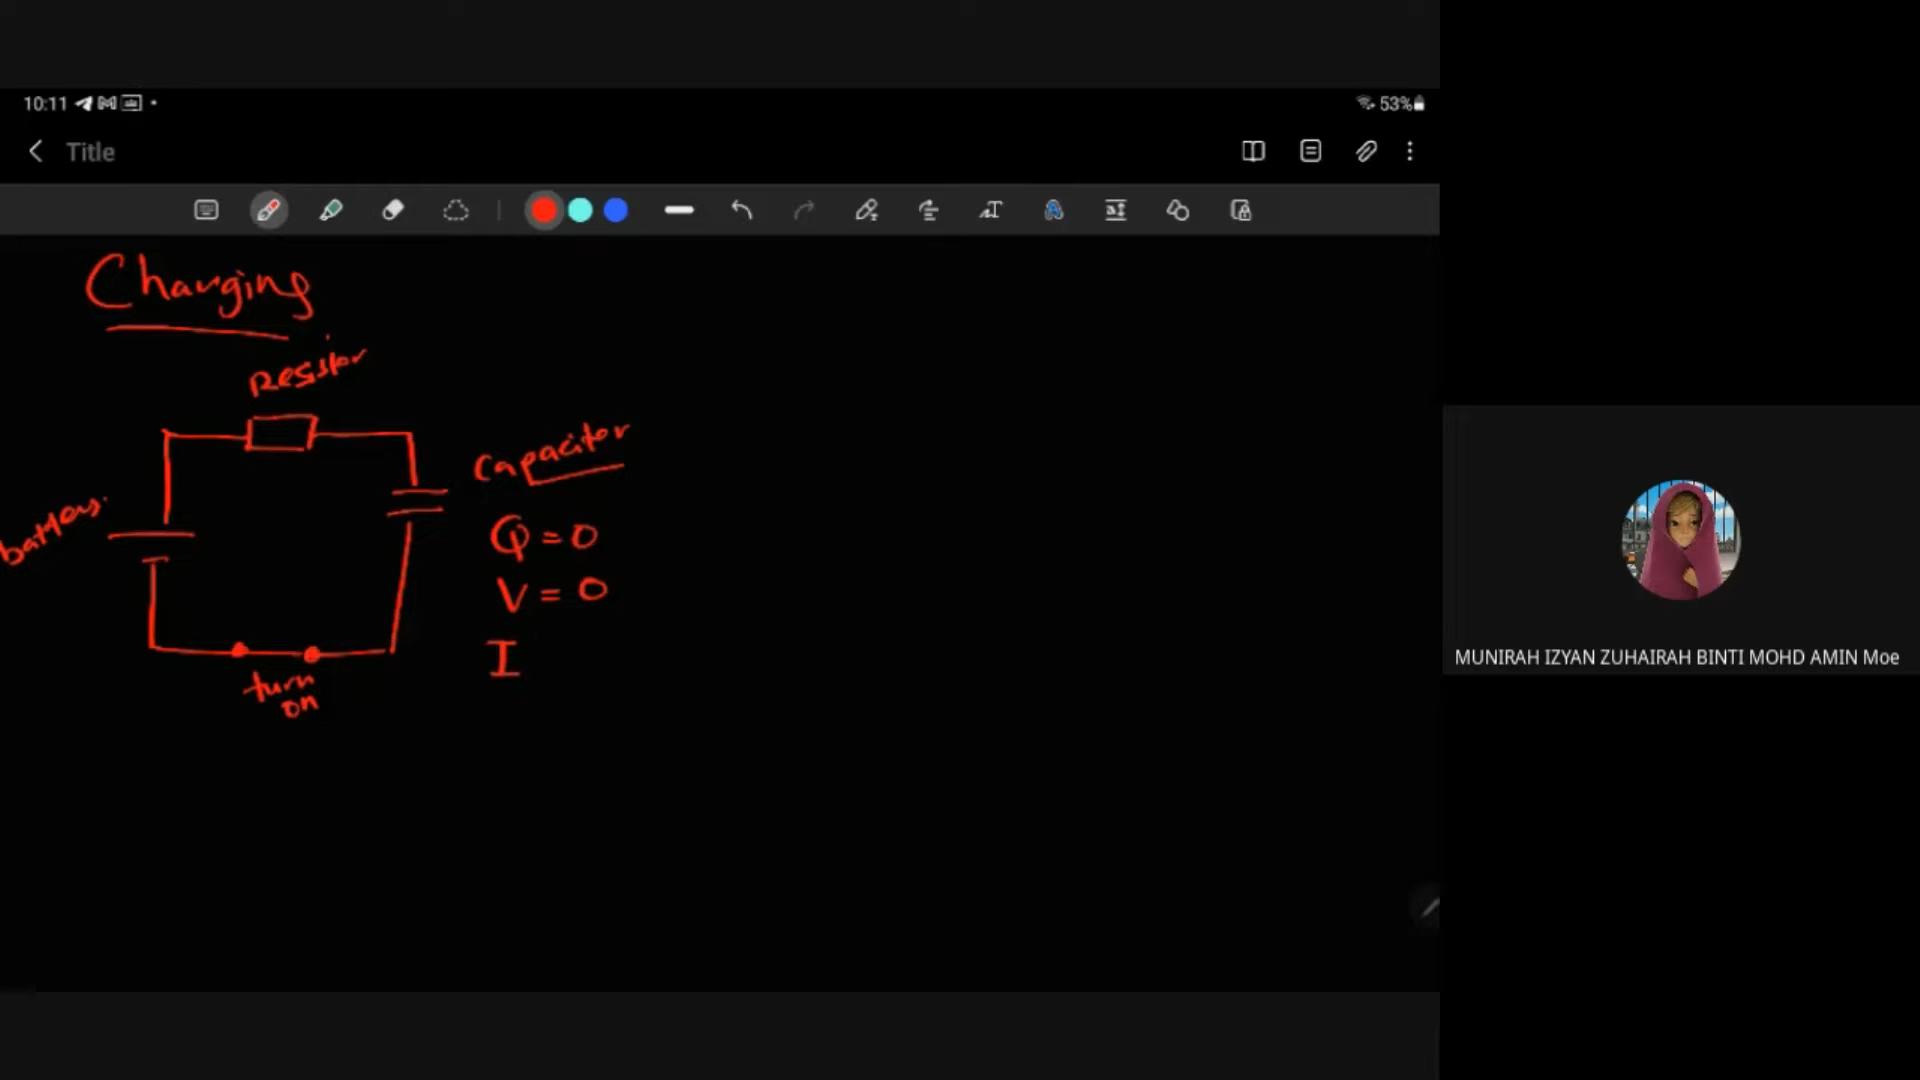 10:11
53%
Title
Charging
Resistor
Capacitor
battery
Q = 0
V = 0
I
turn
on
MUNIRAH IZYAN ZUHAIRAH BINTI MOHD AMIN Moe